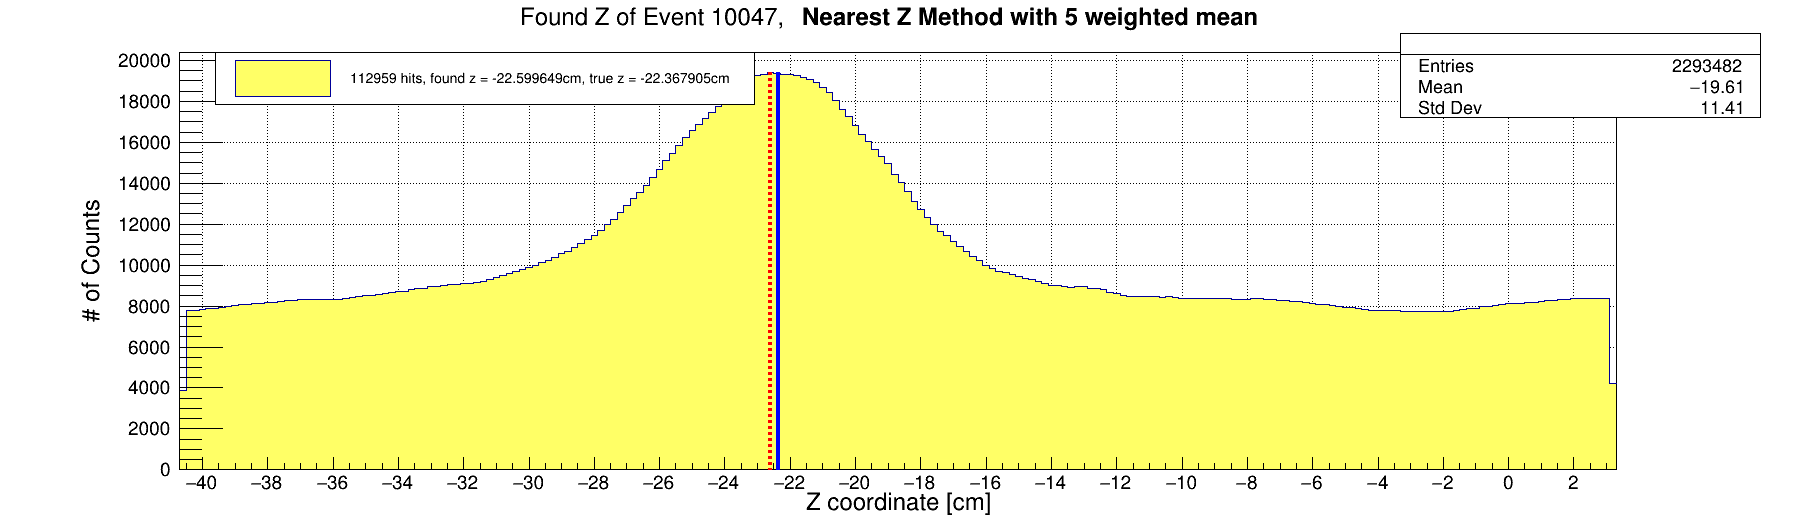 Found Z of Event 10047, Nearest Z Method with 5 weighted mean
112959 hits, found z = -22.599649cm, true z = -22.367905cm
Entries 2293482
Mean −19.61
Std Dev 11.41
# of Counts
20000
18000
16000
14000
12000
10000
8000
6000
4000
2000
0
−40 −38 −36 −34 −32 −30 −28 −26 −24 −22 −20 −18 −16 −14 −12 −10 −8 −6 −4 −2 0 2
Z coordinate [cm]